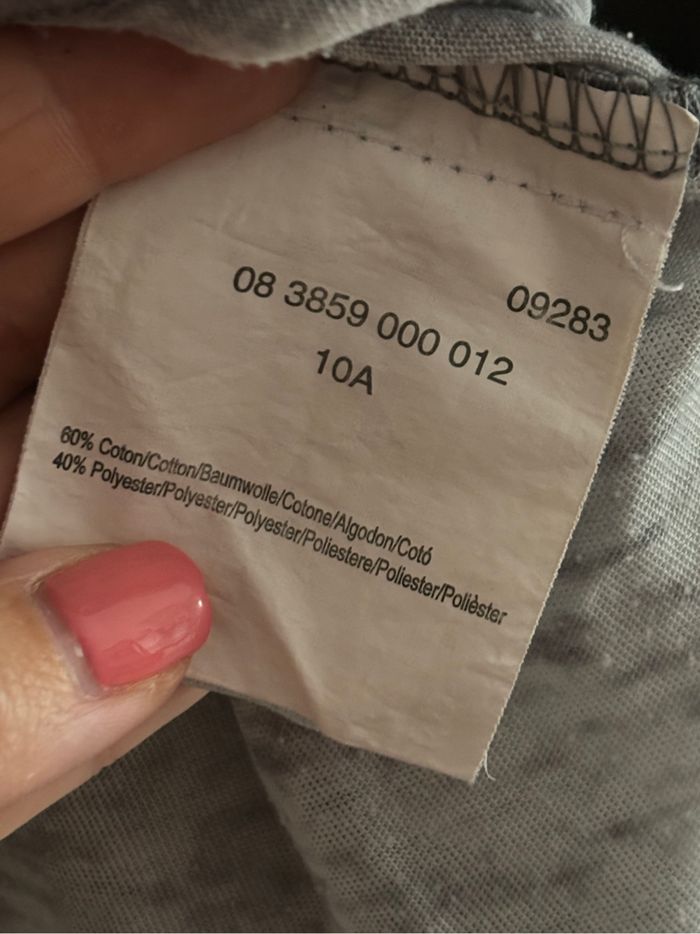 09283
08 3859 000 012
10A
60% Coton/Cotton/Baumwolle/Cotone/Algodon/Cotó
40% Polyester/Polyester/Polyester/Poliestere/Poliester/Polièster